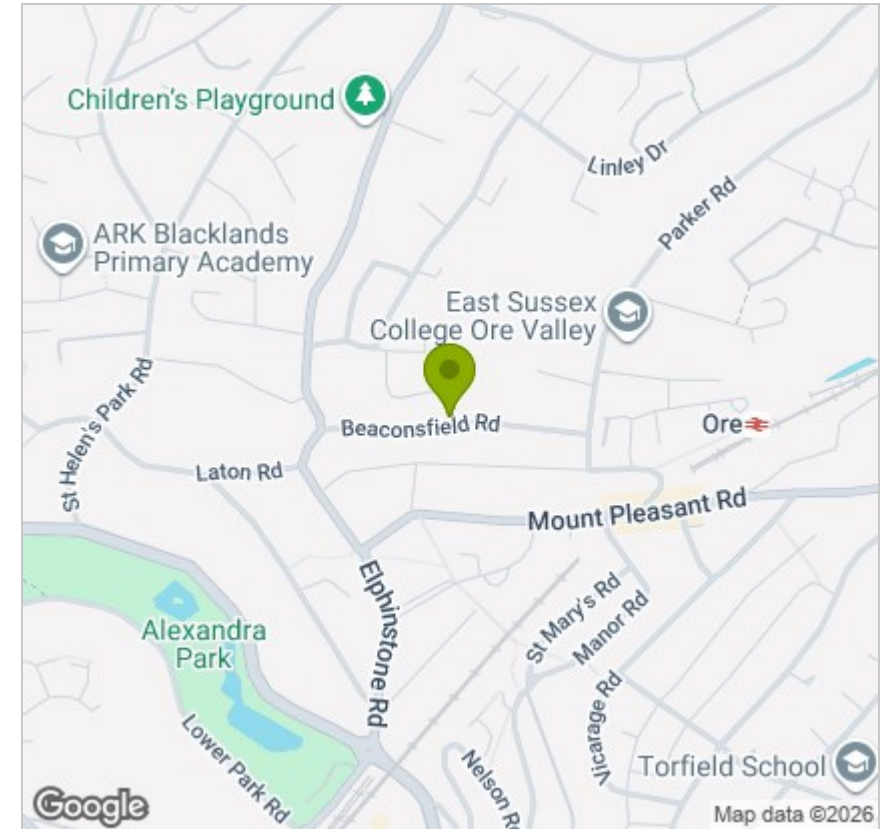 Children's Playground
Linley Dr
Parker Rd
ARK Blacklands
Primary Academy
East Sussex
College Ore Valley
St Helen's Park Rd
Beaconsfield Rd
Ore
Laton Rd
Mount Pleasant Rd
Elphinstone Rd
St Mary's Rd
Manor Rd
Alexandra
Park
Vicarage Rd
Lower Park Rd
Nelson Rd
Torfield School
Google
Map data ©2026